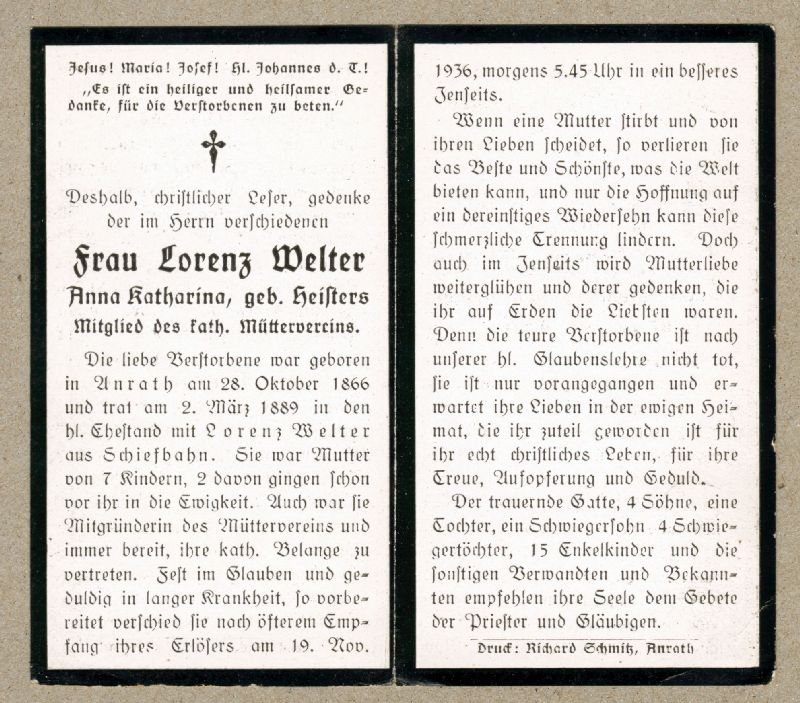 Jesus! Maria! Josef! Hl. Johannes d. T.!
„Es ist ein heiliger und heilsamer Ge-
danke, für die Verstorbenen zu beten."
Deshalb, christlicher Leser, gedenke
der im Herrn verschiedenen
Frau Lorenz Welter
Anna Katharina, geb. Heisters
Mitglied des kath. Müttervereins.
Die liebe Verstorbene war geboren
in Anrath am 28. Oktober 1866
und trat am 2. März 1889 in den
hl. Ehestand mit Lorenz Welter
aus Schiefbahn. Sie war Mutter
von 7 Kindern, 2 davon gingen schon
vor ihr in die Ewigkeit. Auch war sie
Mitgründerin des Müttervereins und
immer bereit, ihre kath. Belange zu
vertreten. Fest im Glauben und ge-
duldig in langer Krankheit, so vorbe-
reitet verschied sie nach öfterem Emp-
fang ihres Erlösers am 19. Nov.
1936, morgens 5.45 Uhr in ein besseres
Jenseits.
Wenn eine Mutter stirbt und von
ihren Lieben scheidet, so verlieren sie
das Beste und Schönste, was die Welt
bieten kann, und nur die Hoffnung auf
ein dereinstiges Wiedersehn kann diese
schmerzliche Trennung lindern. Doch
auch im Jenseits wird Mutterliebe
weiterglühen und derer gedenken, die
ihr auf Erden die Liebsten waren.
Denn die teure Verstorbene ist nach
unserer hl. Glaubenslehre nicht tot,
sie ist nur vorangegangen und er-
wartet ihre Lieben in der ewigen Hei-
mat, die ihr zuteil geworden ist für
ihr echt christliches Leben, für ihre
Treue, Aufopferung und Geduld.
Der trauernde Gatte, 4 Söhne, eine
Tochter, ein Schwiegersohn 4 Schwie-
gertöchter, 15 Enkelkinder und die
sonstigen Verwandten und Bekann-
ten empfehlen ihre Seele dem Gebete
der Priester und Gläubigen.
Druck: Richard Schmitz, Anrath